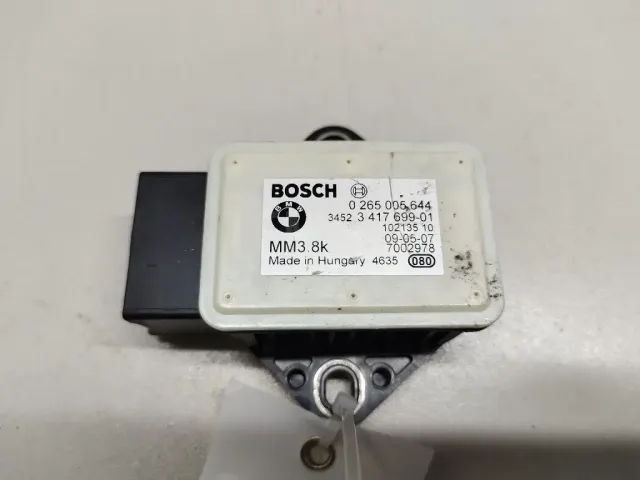 BOSCH
0 265 005 644
BMW
3452 3 417 699-01
102135 10
09-05-07
MM3.8k
7002978
Made in Hungary 4635 080